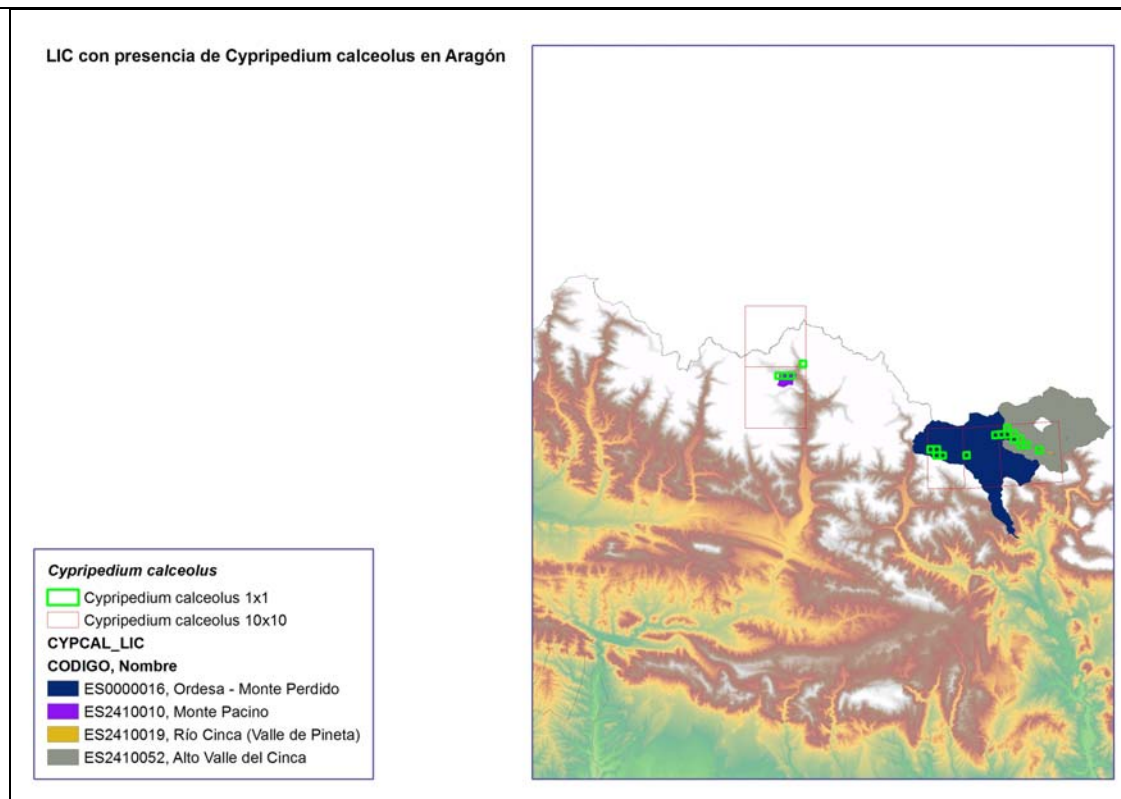 LIC con presencia de Cypripedium calceolus en Aragón
Cypripedium calceolus
Cypripedium calceolus 1x1
Cypripedium calceolus 10x10
CYPCAL_LIC
CODIGO, Nombre
ES0000016, Ordesa - Monte Perdido
ES2410010, Monte Pacino
ES2410019, Río Cinca (Valle de Pineta)
ES2410052, Alto Valle del Cinca